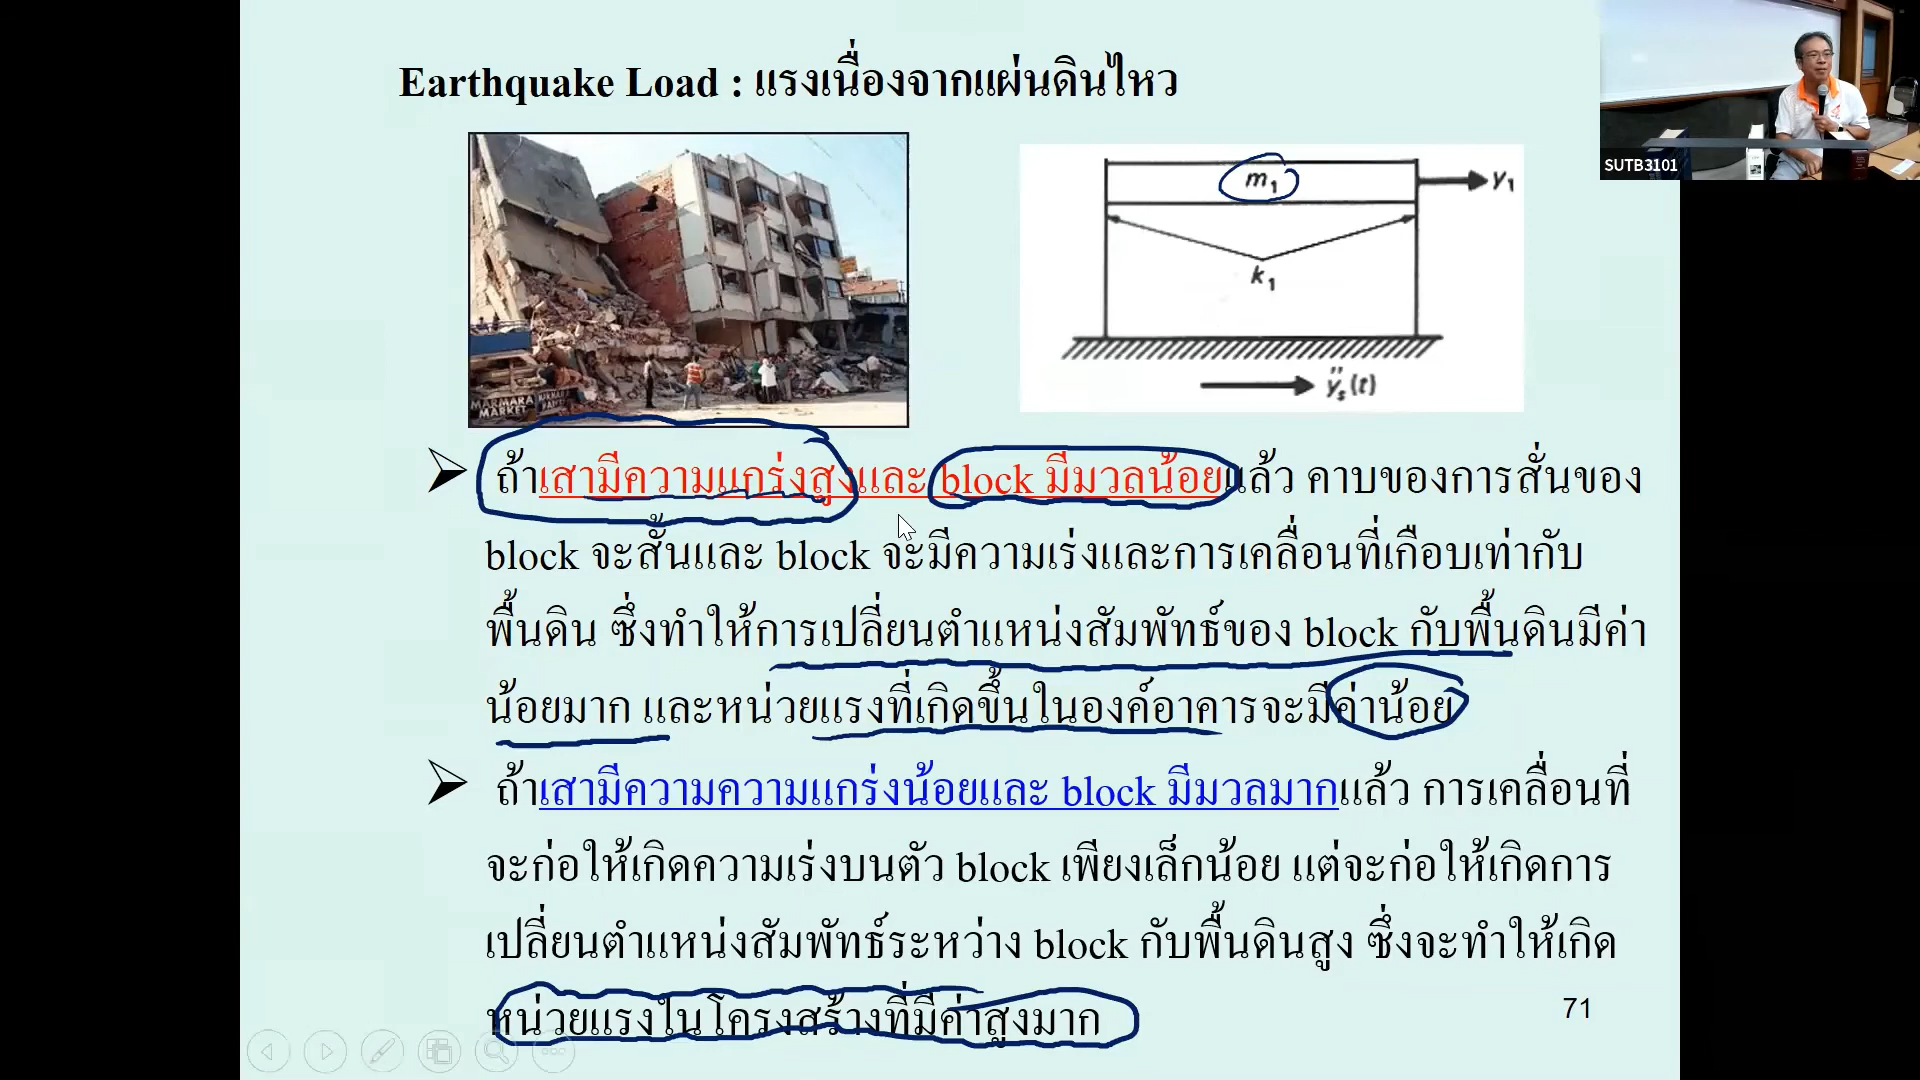 Earthquake Load : แรงเนื่องจากแผ่นดินไหว
SUTB3101
m1
y1
k1
ÿs(t)
MARMARA MARKET
ถ้าเสามีความแกร่งสูงและ block มีมวลน้อยแล้ว คาบของการสั่นของ
block จะสั้นและ block จะมีความเร่งและการเคลื่อนที่เกือบเท่ากับ
พื้นดิน ซึ่งทำให้การเปลี่ยนตำแหน่งสัมพัทธ์ของ block กับพื้นดินมีค่า
น้อยมาก และหน่วยแรงที่เกิดขึ้นในองค์อาคารจะมีค่าน้อย
ถ้าเสามีความความแกร่งน้อยและ block มีมวลมากแล้ว การเคลื่อนที่
จะก่อให้เกิดความเร่งบนตัว block เพียงเล็กน้อย แต่จะก่อให้เกิดการ
เปลี่ยนตำแหน่งสัมพัทธ์ระหว่าง block กับพื้นดินสูง ซึ่งจะทำให้เกิด
หน่วยแรงในโครงสร้างที่มีค่าสูงมาก
71